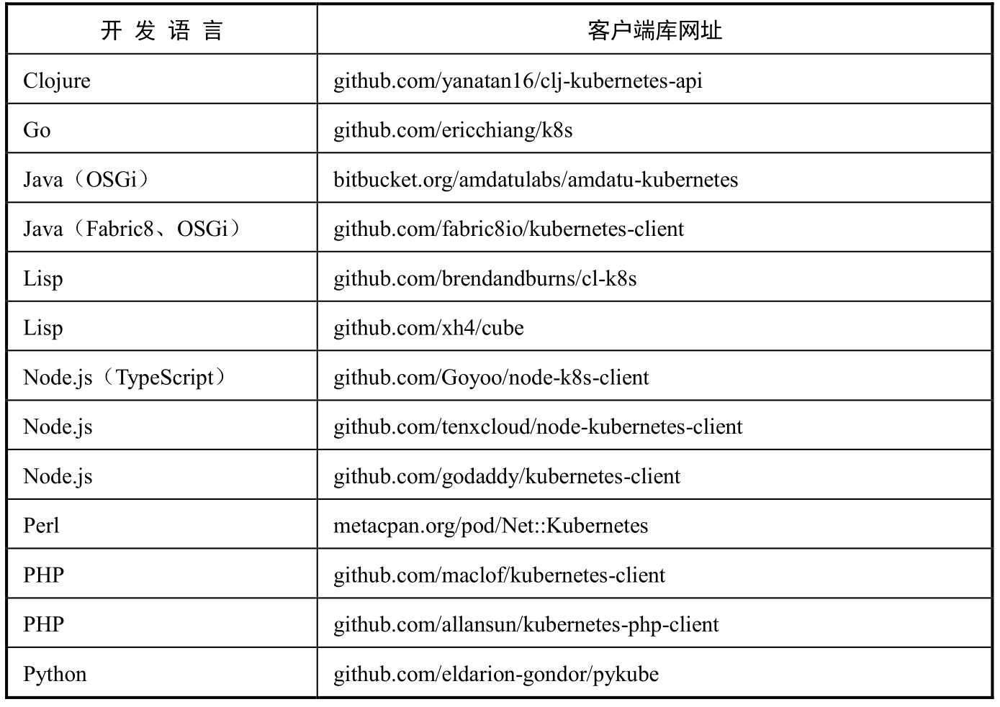 开发语言 客户端库网址
Clojure github.com/yanatan16/clj-kubernetes-api
Go github.com/ericchiang/k8s
Java（OSGi） bitbucket.org/amdatulabs/amdatu-kubernetes
Java（Fabric8、OSGi） github.com/fabric8io/kubernetes-client
Lisp github.com/brendandburns/cl-k8s
Lisp github.com/xh4/cube
Node.js（TypeScript） github.com/Goyoo/node-k8s-client
Node.js github.com/tenxcloud/node-kubernetes-client
Node.js github.com/godaddy/kubernetes-client
Perl metacpan.org/pod/Net::Kubernetes
PHP github.com/maclof/kubernetes-client
PHP github.com/allansun/kubernetes-php-client
Python github.com/eldarion-gondor/pykube